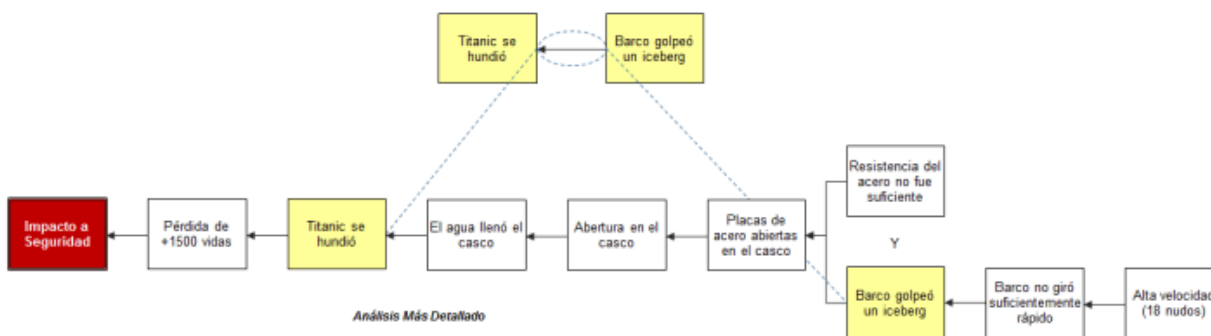 Titanic se
hundió
Barco golpeó
un iceberg
Resistencia del
acero no fue
suficiente
Impacto a
Seguridad
Pérdida de
+1500 vidas
Titanic se
hundió
El agua llenó el
casco
Abertura en el
casco
Placas de
acero abiertas
en el casco
Y
Barco golpeó
un iceberg
Barco no giró
suficientemente
rápido
Alta velocidad
(18 nudos)
Análisis Más Detallado